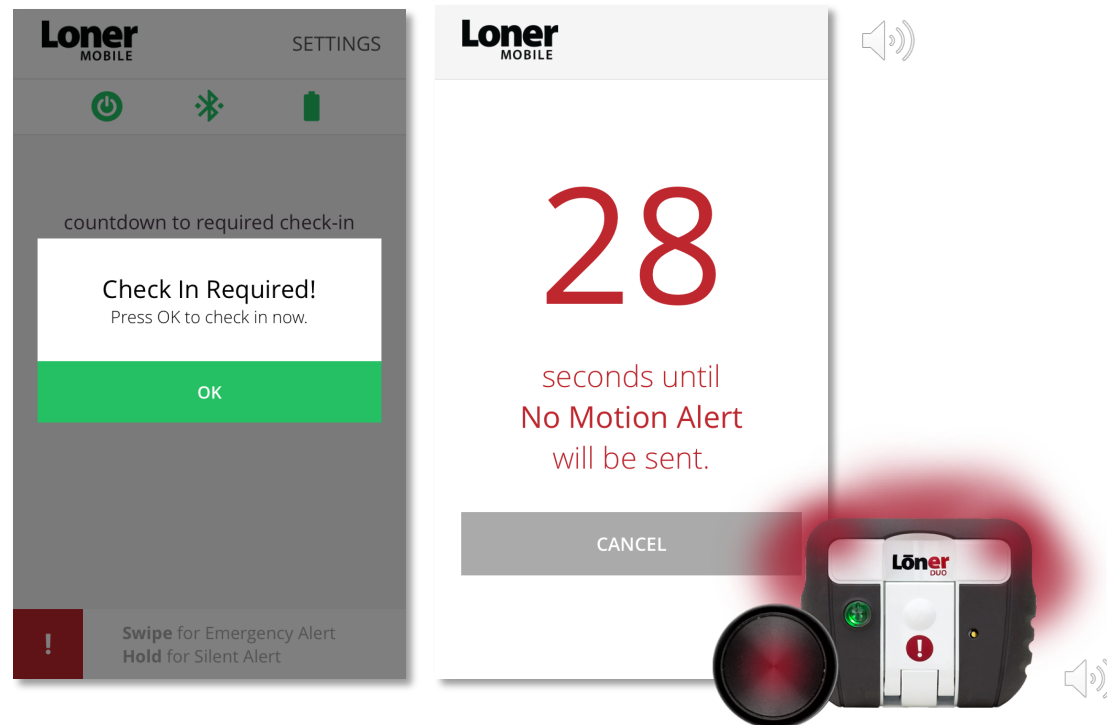 Loner
MOBILE
SETTINGS
countdown to required check-in
Check In Required!
Press OK to check in now.
OK
!
Swipe for Emergency Alert
Hold for Silent Alert
Loner
MOBILE
28
seconds until
No Motion Alert
will be sent.
CANCEL
Lōner
DUO
!